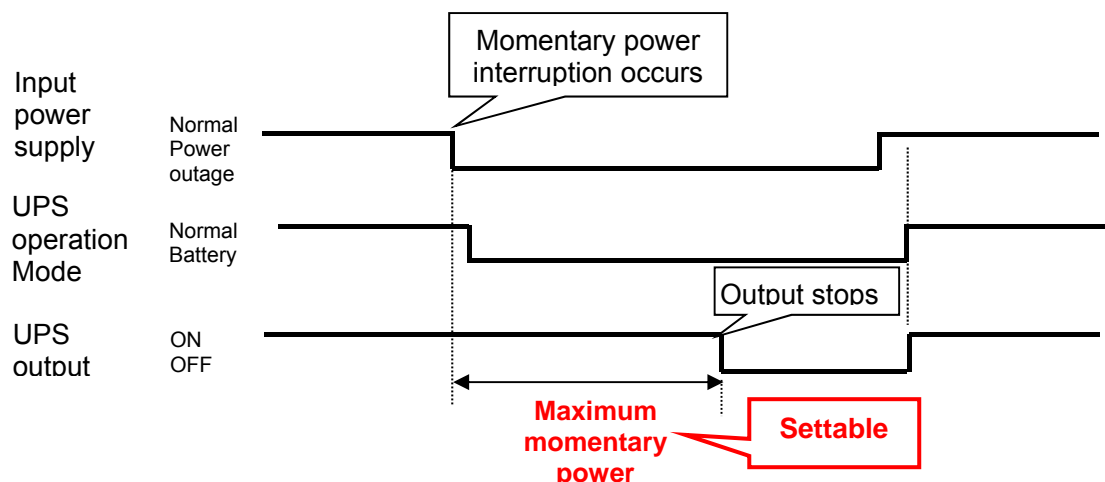 Momentary power
interruption occurs
Input
power
supply
Normal
Power
outage
UPS
operation
Mode
Normal
Battery
Output stops
UPS
output
ON
OFF
Maximum
momentary
power
Settable